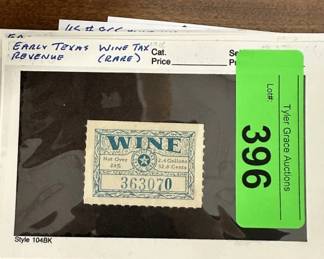 EARLY TEXAS WINE TAX
REVENUE (RARE)
Cat.
Price
WINE
Not Over
24%
2.4 Gallons
363070
Style 104BK
Lot#:
396
Tyler Grace Auctions